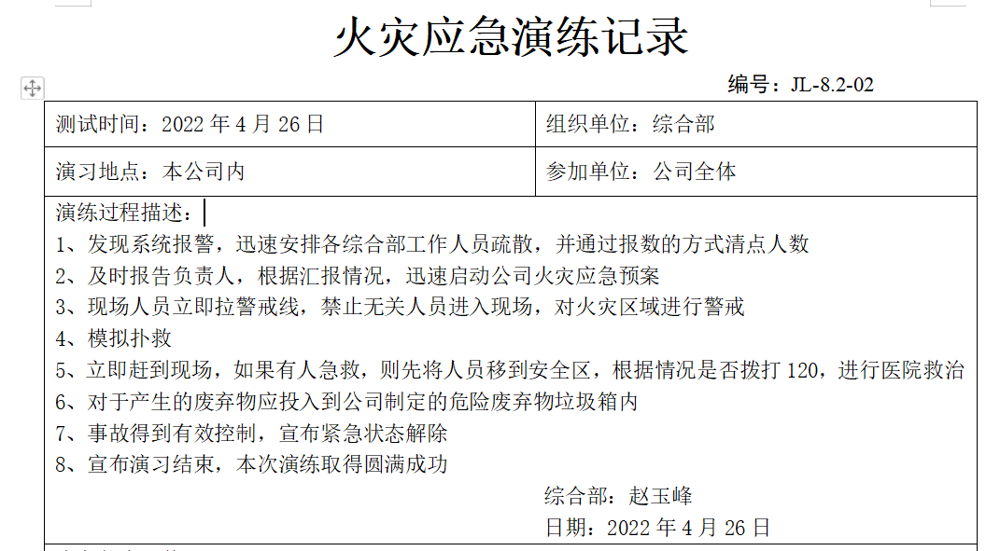 火灾应急演练记录
编号：JL-8.2-02
测试时间：2022 年 4 月 26 日
组织单位：综合部
演习地点：本公司内
参加单位：公司全体
演练过程描述：
1、发现系统报警，迅速安排各综合部工作人员疏散，并通过报数的方式清点人数
2、及时报告负责人，根据汇报情况，迅速启动公司火灾应急预案
3、现场人员立即拉警戒线，禁止无关人员进入现场，对火灾区域进行警戒
4、模拟扑救
5、立即赶到现场，如果有人急救，则先将人员移到安全区，根据情况是否拨打 120，进行医院救治
6、对于产生的废弃物应投入到公司制定的危险废弃物垃圾箱内
7、事故得到有效控制，宣布紧急状态解除
8、宣布演习结束，本次演练取得圆满成功
综合部：赵玉峰
日期：2022 年 4 月 26 日